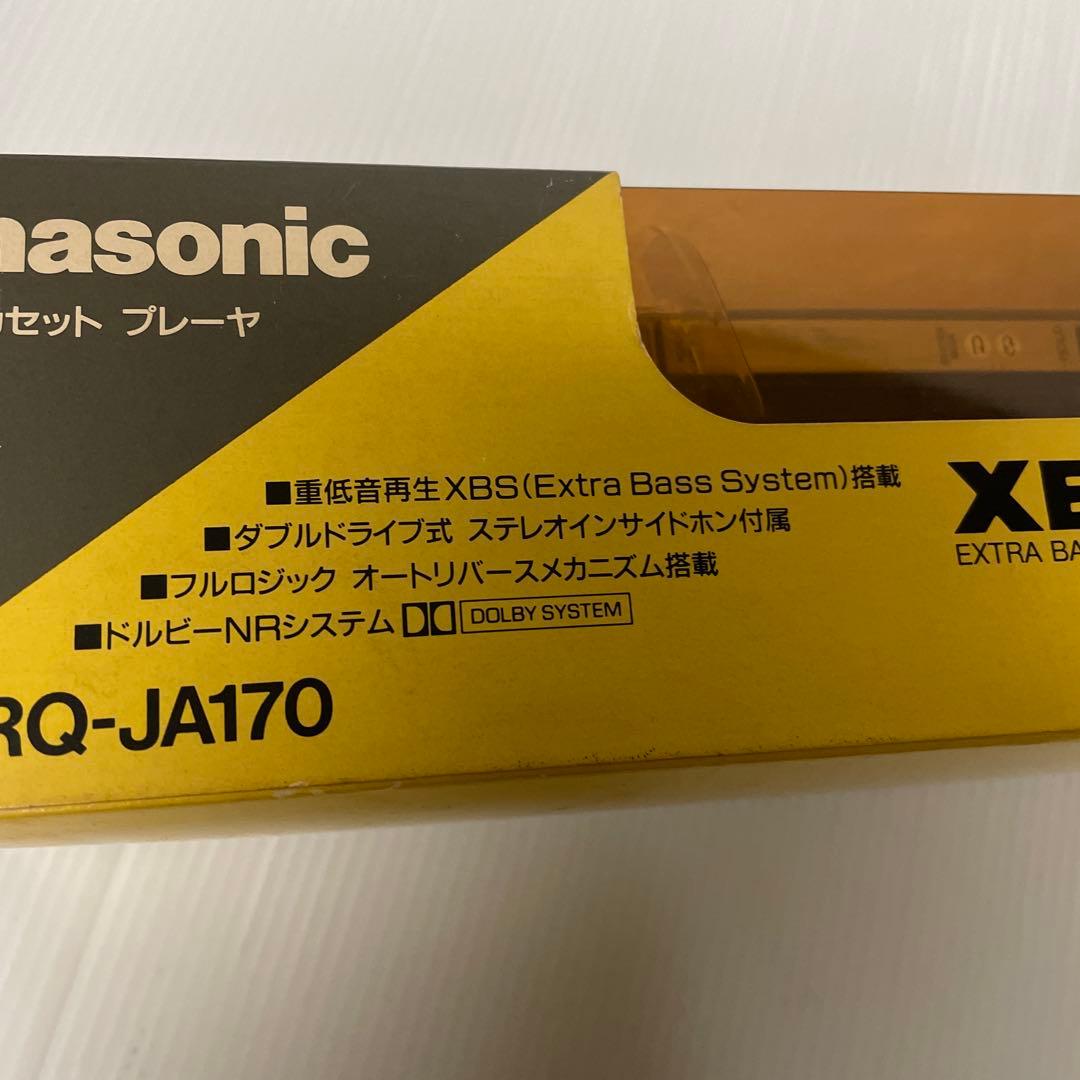 nasonic
カセット プレーヤ
■重低音再生XBS(Extra Bass System)搭載
■ダブルドライブ式 ステレオインサイドホン付属
■フルロジック オートリバースメカニズム搭載
■ドルビーNRシステム DOLBY SYSTEM
XB
EXTRA BA
RQ-JA170